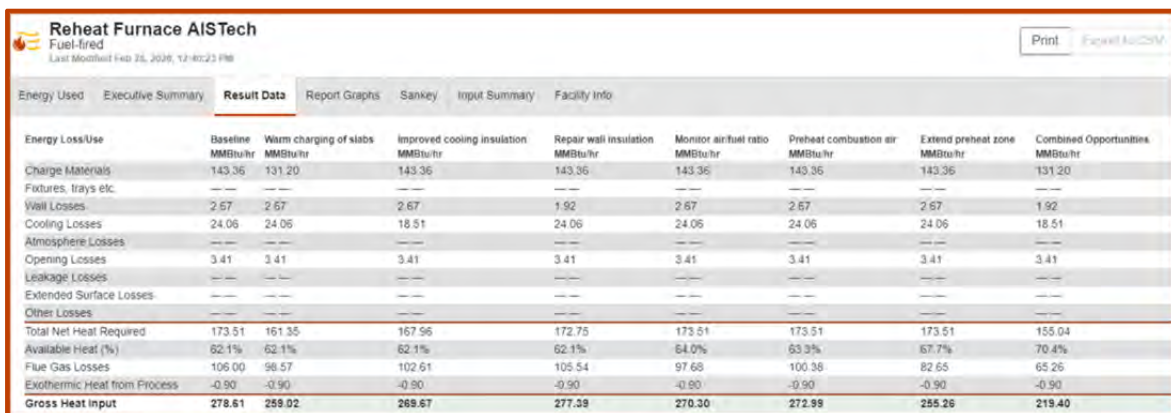 Reheat Furnace AISTech
Fuel-fired
Last Modified Feb 25, 2020, 12:40:23 PM
Print
Energy Used Executive Summary Result Data Report Graphs Sankey Input Summary Facility Info
Energy Loss/Use Baseline Warm charging of slabs Improved cooling insulation Repair wall insulation Monitor air/fuel ratio Preheat combustion air Extend preheat zone Combined Opportunities
MMBtu/hr MMBtu/hr MMBtu/hr MMBtu/hr MMBtu/hr MMBtu/hr MMBtu/hr MMBtu/hr
Charge Materials 143.36 131.20 143.36 143.36 143.36 143.36 143.36 131.20
Fixtures, trays etc. — — — — — — — — — — — — — — — —
Wall Losses 2.67 2.67 2.67 1.92 2.67 2.67 2.67 1.92
Cooling Losses 24.06 24.06 18.51 24.06 24.06 24.06 24.06 18.51
Atmosphere Losses — — — — — — — — — — — — — — — —
Opening Losses 3.41 3.41 3.41 3.41 3.41 3.41 3.41 3.41
Leakage Losses — — — — — — — — — — — — — — — —
Extended Surface Losses — — — — — — — — — — — — — — — —
Other Losses — — — — — — — — — — — — — — — —
Total Net Heat Required 173.51 161.35 167.96 172.75 173.51 173.51 173.51 155.04
Available Heat (%) 62.1% 62.1% 62.1% 62.1% 64.0% 63.3% 67.7% 70.4%
Flue Gas Losses 106.00 98.57 102.61 105.54 97.68 100.38 82.65 65.26
Exothermic Heat from Process -0.90 -0.90 -0.90 -0.90 -0.90 -0.90 -0.90 -0.90
Gross Heat Input 278.61 259.02 269.67 277.39 270.30 272.99 255.26 219.40